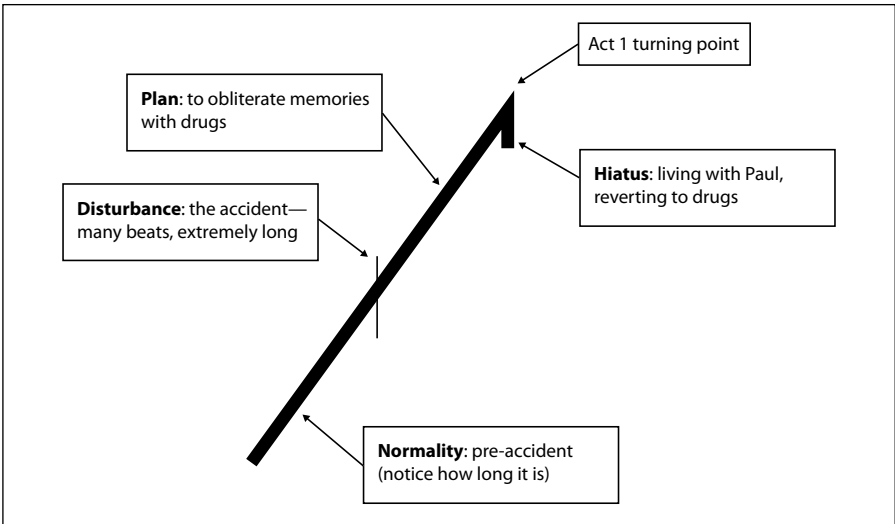 Act 1 turning point
Plan: to obliterate memories
with drugs
Hiatus: living with Paul,
reverting to drugs
Disturbance: the accident—
many beats, extremely long
Normality: pre-accident
(notice how long it is)